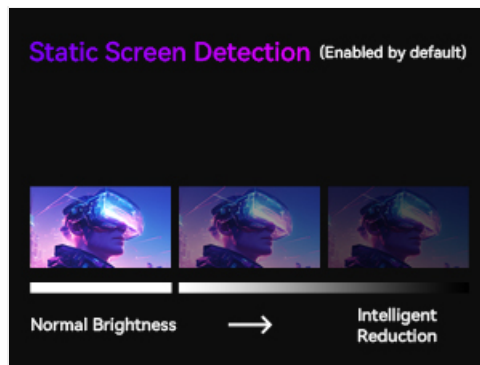 Static Screen Detection (Enabled by default)
Normal Brightness → Intelligent
Reduction